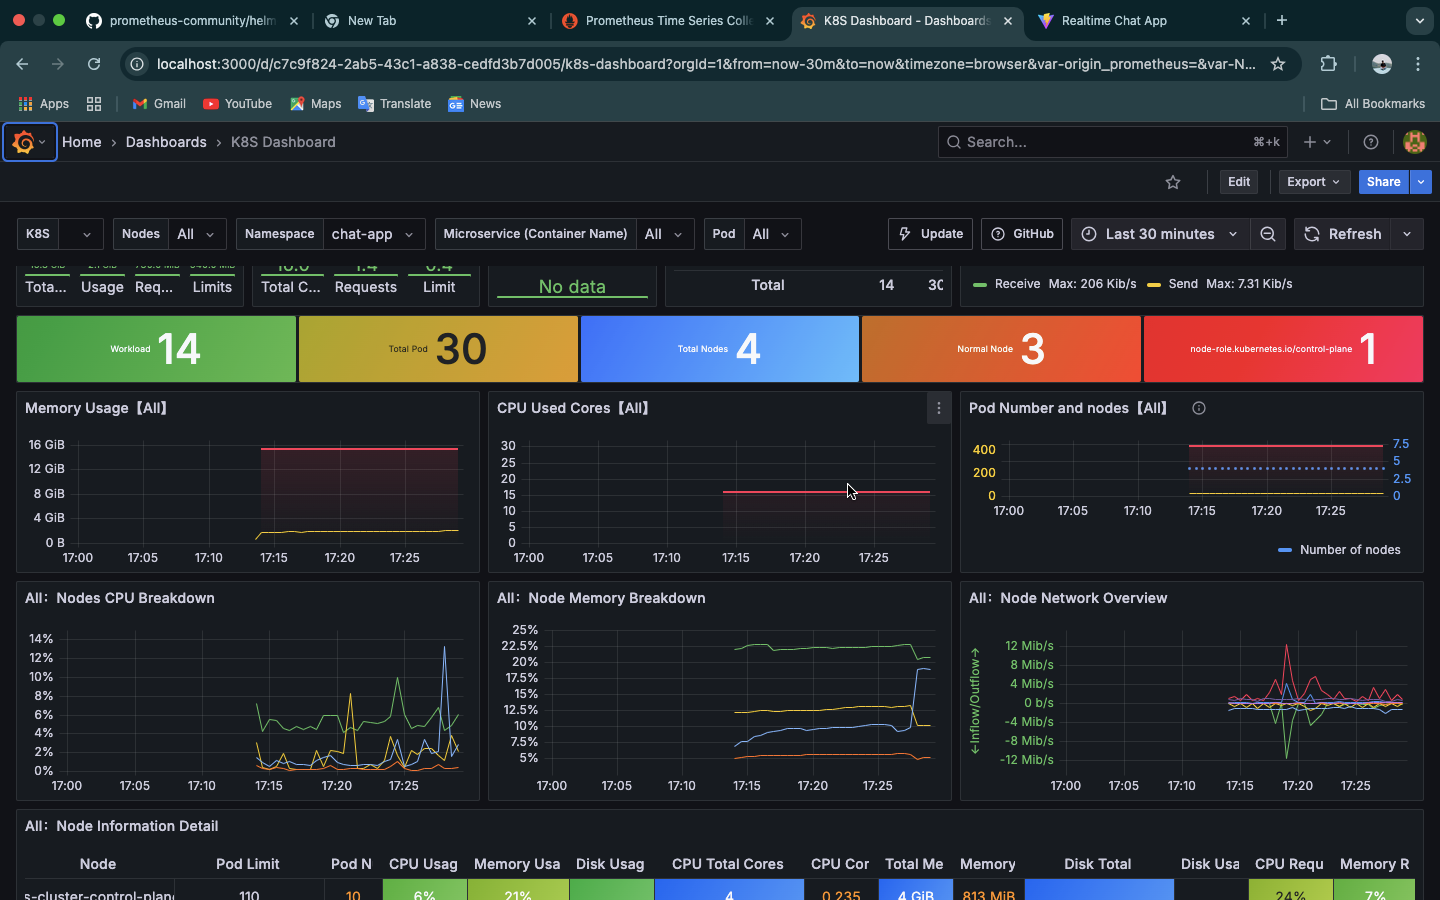 prometheus-community/helm
New Tab
Prometheus Time Series Coll
K8S Dashboard - Dashboards
Realtime Chat App
localhost:3000/d/c7c9f824-2ab5-43c1-a838-cedfd3b7d005/k8s-dashboard?orgId=1&from=now-30m&to=now&timezone=browser&var-origin_prometheus=&var-N...
Apps
Gmail
YouTube
Maps
Translate
News
All Bookmarks
Home › Dashboards › K8S Dashboard
Search... ⌘+k
Edit
Export
Share
K8S
Nodes All
Namespace chat-app
Microservice (Container Name) All
Pod All
Update
GitHub
Last 30 minutes
Refresh
Tota... Usage Req... Limits
Total C... Requests Limit
No data
Total 14 30
Receive Max: 206 Kib/s Send Max: 7.31 Kib/s
Workload 14
Total Pod 30
Total Nodes 4
Normal Node 3
node-role.kubernetes.io/control-plane 1
Memory Usage【All】
16 GiB
12 GiB
8 GiB
4 GiB
0 B
17:00 17:05 17:10 17:15 17:20 17:25
CPU Used Cores【All】
30
25
20
15
10
5
0
17:00 17:05 17:10 17:15 17:20 17:25
Pod Number and nodes【All】
400
200
0
7.5
5
2.5
0
17:00 17:05 17:10 17:15 17:20 17:25
Number of nodes
All：Nodes CPU Breakdown
14%
12%
10%
8%
6%
4%
2%
0%
17:00 17:05 17:10 17:15 17:20 17:25
All：Node Memory Breakdown
25%
22.5%
20%
17.5%
15%
12.5%
10%
7.5%
5%
17:00 17:05 17:10 17:15 17:20 17:25
All：Node Network Overview
←Inflow/Outflow→
12 Mib/s
8 Mib/s
4 Mib/s
0 b/s
-4 Mib/s
-8 Mib/s
-12 Mib/s
17:00 17:05 17:10 17:15 17:20 17:25
All：Node Information Detail
Node Pod Limit Pod N CPU Usag Memory Usa Disk Usag CPU Total Cores CPU Cor Total Me Memory Disk Total Disk Usa CPU Requ Memory R
s-cluster-control-plan 110 10 6% 21% 4 0.235 4 GiB 813 MiB 24% 7%